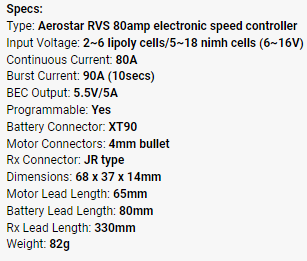 Specs:
Type: Aerostar RVS 80amp electronic speed controller
Input Voltage: 2~6 lipoly cells/5~18 nimh cells (6~16V)
Continuous Current: 80A
Burst Current: 90A (10secs)
BEC Output: 5.5V/5A
Programmable: Yes
Battery Connector: XT90
Motor Connectors: 4mm bullet
Rx Connector: JR type
Dimensions: 68 x 37 x 14mm
Motor Lead Length: 65mm
Battery Lead Length: 80mm
Rx Lead Length: 330mm
Weight: 82g